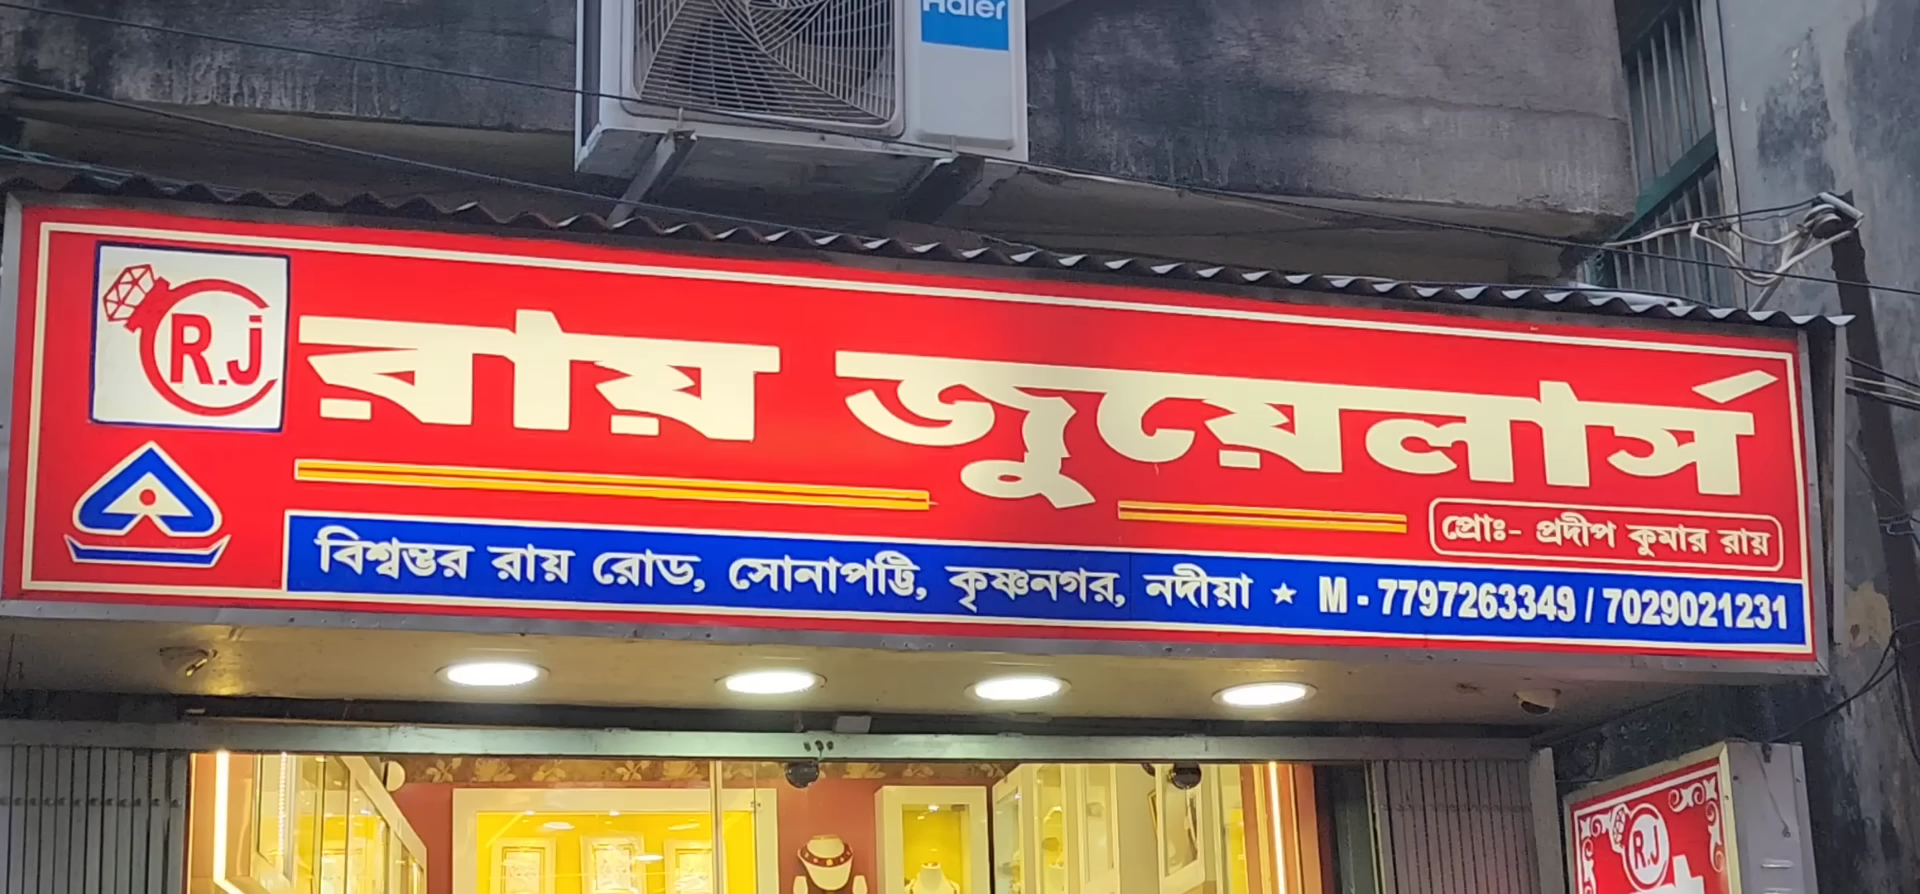 Haier
R.J
রায় জুয়েলার্স
প্রোঃ- প্রদীপ কুমার রায়
বিশ্বম্ভর রায় রোড, সোনাপট্টি, কৃষ্ণনগর, নদীয়া ★ M - 7797263349 / 7029021231
R.J